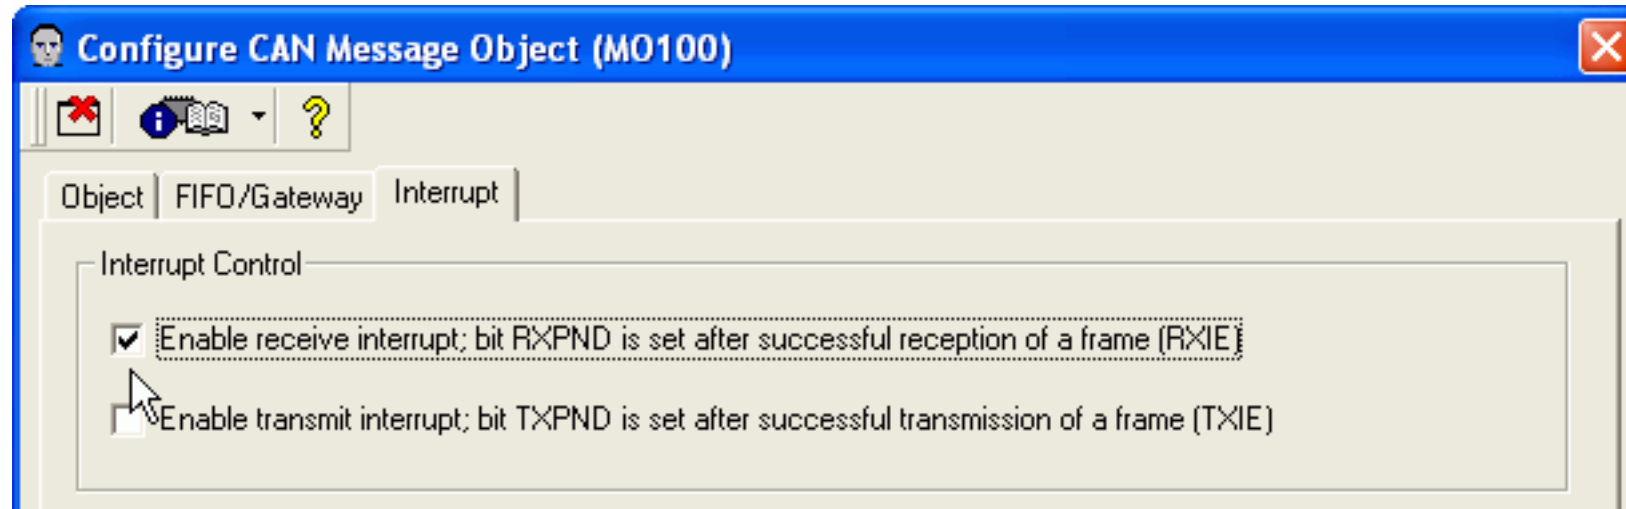 Configure CAN Message Object (MO100)
Object FIFO/Gateway Interrupt
Interrupt Control
Enable receive interrupt; bit RXPND is set after successful reception of a frame (RXIE)
Enable transmit interrupt; bit TXPND is set after successful transmission of a frame (TXIE)